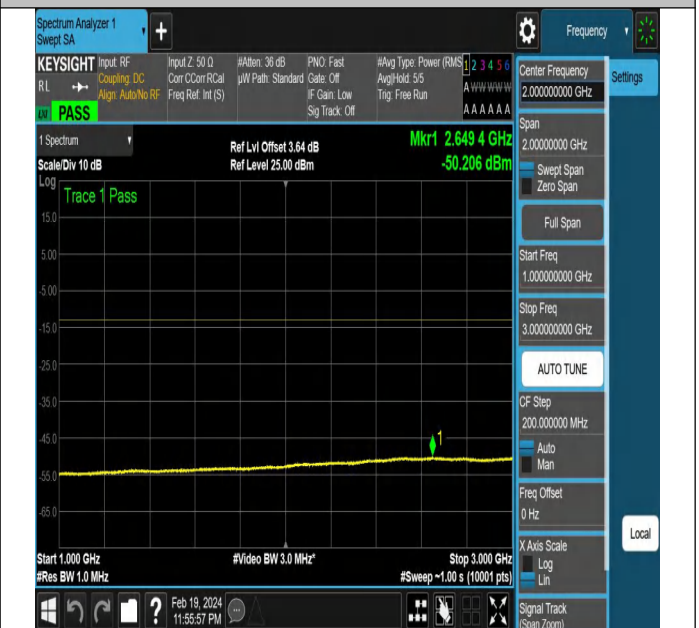 Spectrum Analyzer 1
Swept SA
+
Frequency
KEYSIGHT
RL
PASS
Input: RF
Coupling: DC
Align: Auto/No RF
Input Z: 50 Ω
Corr CCorr RCal
Freq Ref: Int (S)
#Atten: 36 dB
µW Path: Standard
PNO: Fast
Gate: Off
IF Gain: Low
Sig Track: Off
#Avg Type: Power (RMS
Avg|Hold: 5/5
Trig: Free Run
1 2 3 4 5 6
A W W W W W
A A A A A A
1 Spectrum
Scale/Div 10 dB
Ref Lvl Offset 3.64 dB
Ref Level 25.00 dBm
Mkr1 2.649 4 GHz
-50.206 dBm
Log
Trace 1 Pass
15.0
5.00
-5.00
-15.0
-25.0
-35.0
-45.0
-55.0
-65.0
1
Start 1.000 GHz
#Res BW 1.0 MHz
#Video BW 3.0 MHz*
Stop 3.000 GHz
#Sweep ~1.00 s (10001 pts)
?
Feb 19, 2024
11:55:57 PM
Center Frequency
2.000000000 GHz
Settings
Span
2.00000000 GHz
Swept Span
Zero Span
Full Span
Start Freq
1.000000000 GHz
Stop Freq
3.000000000 GHz
AUTO TUNE
CF Step
200.000000 MHz
Auto
Man
Freq Offset
0 Hz
X Axis Scale
Log
Lin
Local
Signal Track
(Span Zoom)